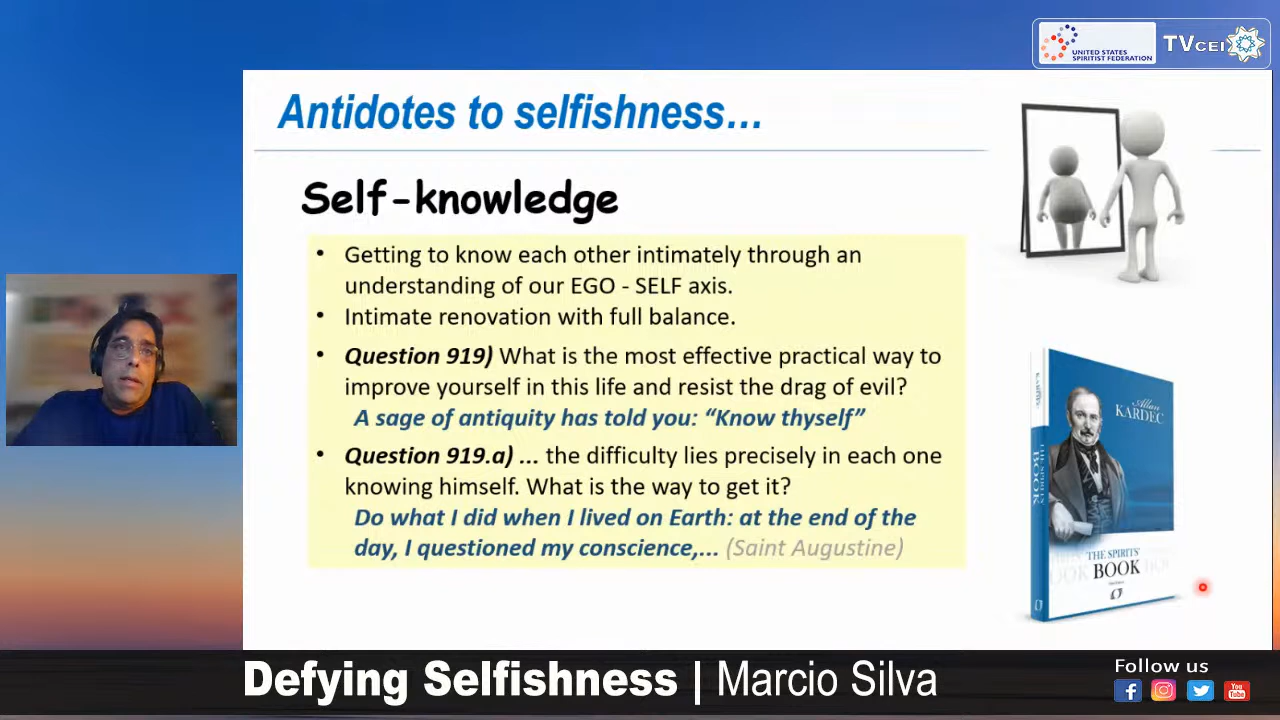 UNITED STATES
SPIRITIST FEDERATION
TVCEI
Antidotes to selfishness...
Self-knowledge
• Getting to know each other intimately through an
understanding of our EGO - SELF axis.
• Intimate renovation with full balance.
• Question 919) What is the most effective practical way to
improve yourself in this life and resist the drag of evil?
A sage of antiquity has told you: “Know thyself”
• Question 919.a) ... the difficulty lies precisely in each one
knowing himself. What is the way to get it?
Do what I did when I lived on Earth: at the end of the
day, I questioned my conscience,... (Saint Augustine)
Allan
KARDEC
THE SPIRITS'
BOOK
Defying Selfishness | Marcio Silva
Follow us
You
Tube